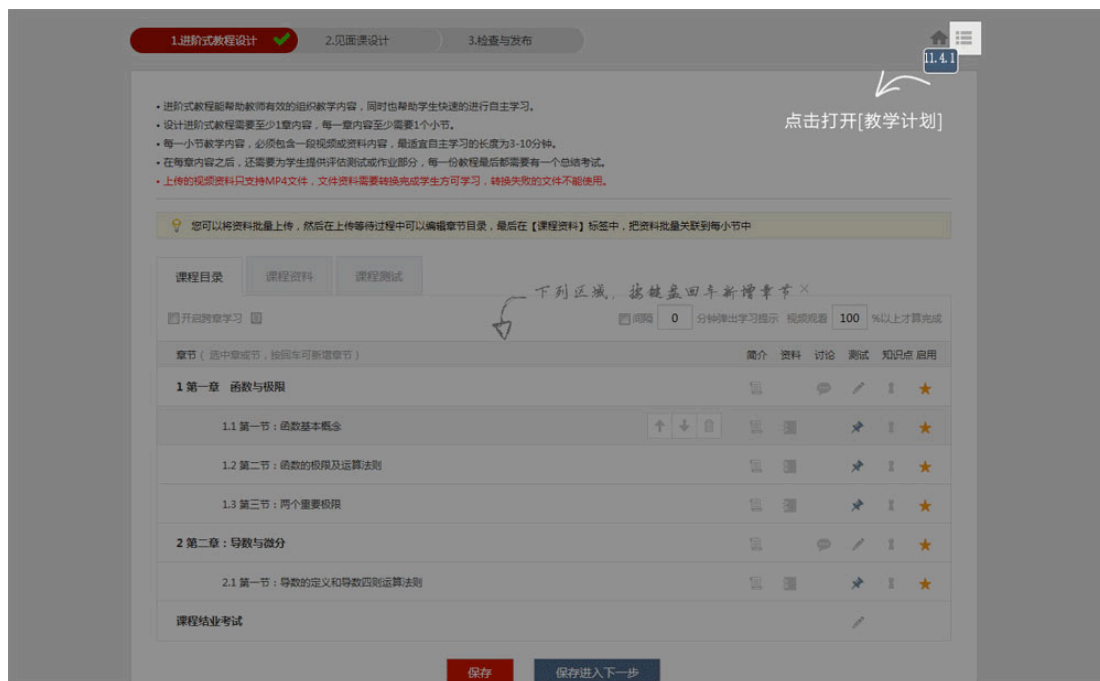 1.进阶式教程设计 2.见面课设计 3.检查与发布
11.4.1
点击打开[教学计划]
• 进阶式教程能帮助教师有效的组织教学内容，同时也帮助学生快速的进行自主学习。
• 设计进阶式教程需要至少1章内容，每一章内容至少需要1个小节。
• 每一小节教学内容，必须包含一段视频或资料内容，最适宜自主学习的长度为3-10分钟。
• 在每章内容之后，还需要为学生提供评估测试或作业部分，每一份教程最后都需要有一个总结考试。
• 上传的视频资料只支持MP4文件，文件资料需要转换完成学生方可学习，转换失败的文件不能使用。
您可以将资料批量上传，然后在上传等待过程中可以编辑章节目录，最后在【课程资料】标签中，把资料批量关联到每小节中
课程目录 课程资料 课程测试
下列区域，按键盘回车新增章节 ×
开启跨章学习 间隔 0 分钟弹出学习提示 视频观看 100 %以上才算完成
章节（ 选中章或节，按回车可新增章节 ） 简介 资料 讨论 测试 知识点 启用
1 第一章 函数与极限
1.1 第一节：函数基本概念
1.2 第二节：函数的极限及运算法则
1.3 第三节：两个重要极限
2 第二章：导数与微分
2.1 第一节：导数的定义和导数四则运算法则
课程结业考试
保存 保存进入下一步